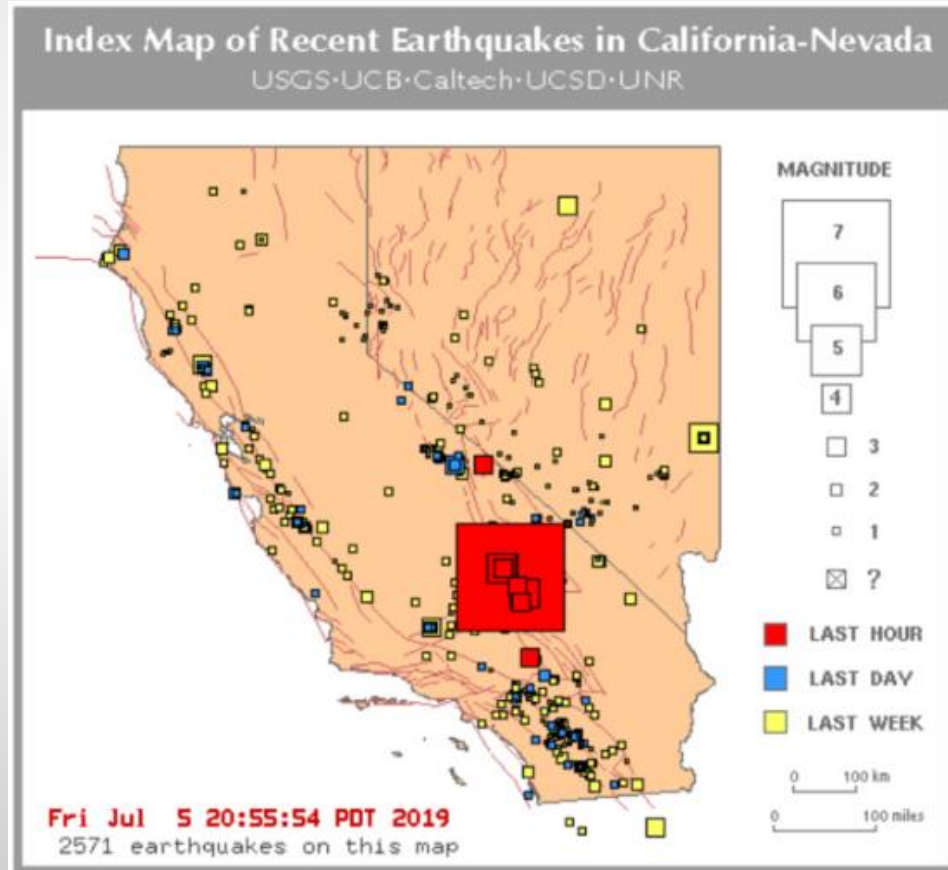 Index Map of Recent Earthquakes in California-Nevada
USGS·UCB·Caltech·UCSD·UNR
MAGNITUDE
7
6
5
4
3
2
1
?
LAST HOUR
LAST DAY
LAST WEEK
0 100 km
0 100 miles
Fri Jul 5 20:55:54 PDT 2019
2571 earthquakes on this map